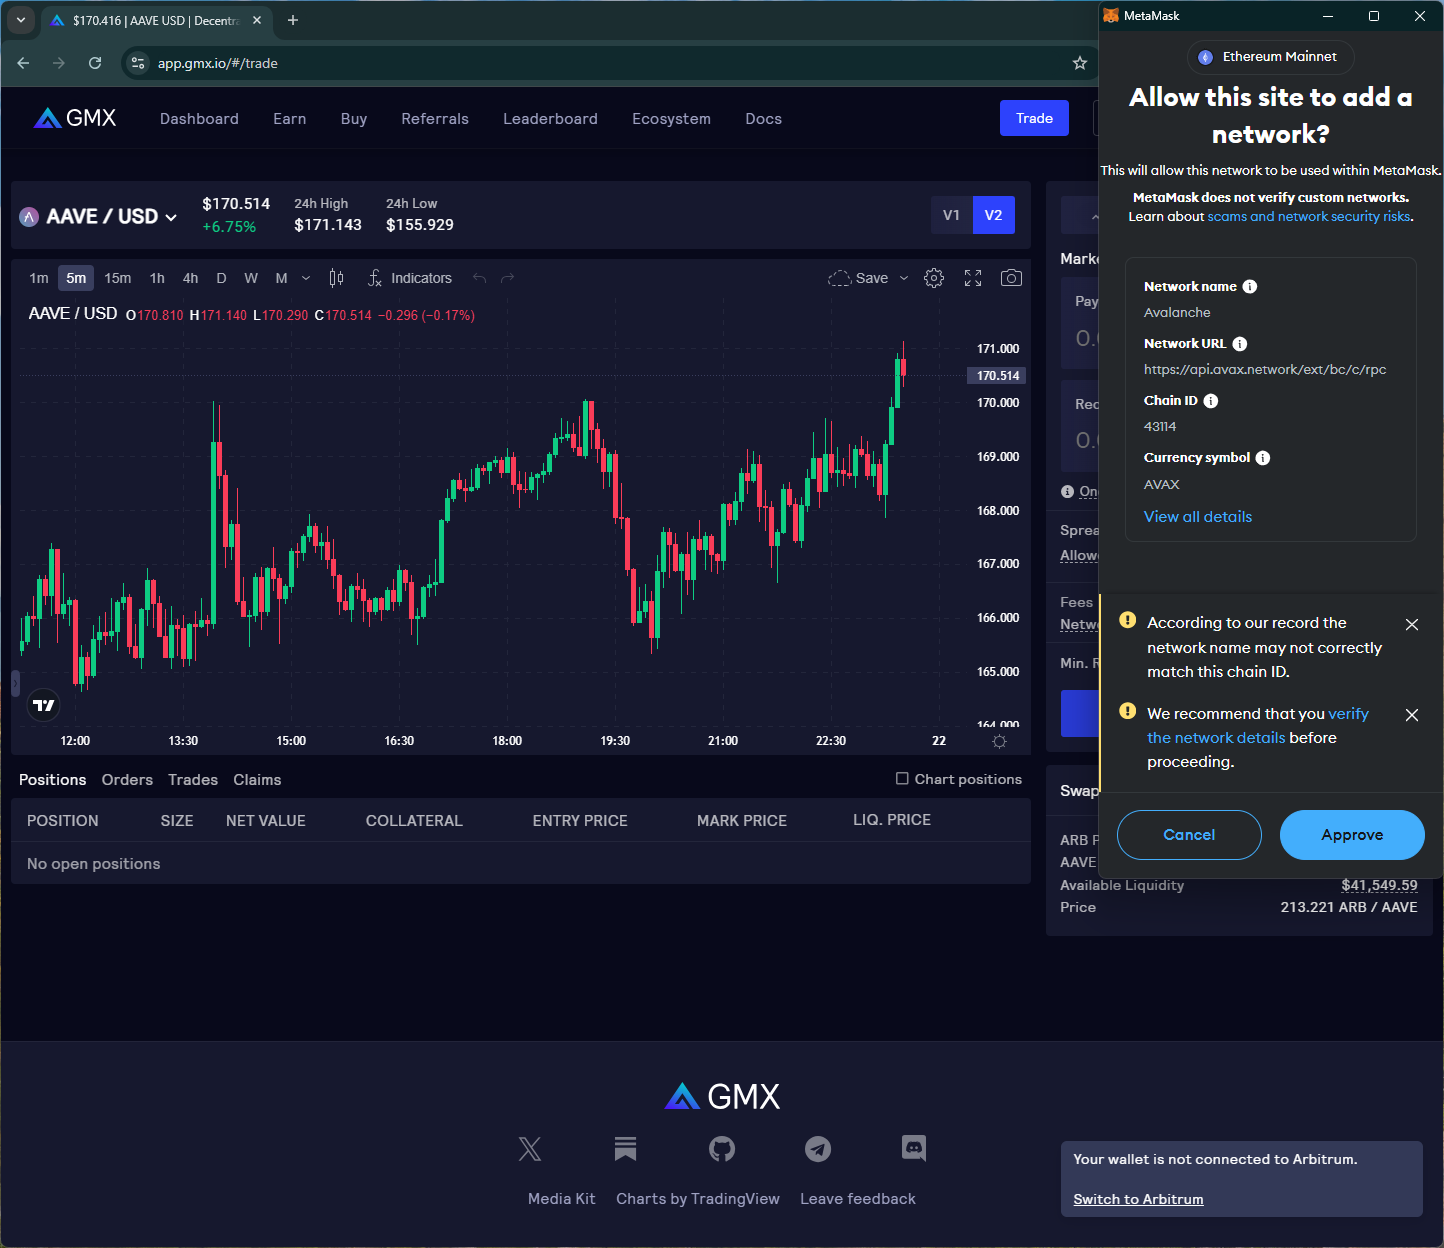 $170.416 | AAVE USD | Decentra
app.gmx.io/#/trade
GMX
Dashboard
Earn
Buy
Referrals
Leaderboard
Ecosystem
Docs
Trade
AAVE / USD
$170.514
+6.75%
24h High
$171.143
24h Low
$155.929
V1
V2
1m
5m
15m
1h
4h
D
W
M
Indicators
Save
AAVE / USD O170.810 H171.140 L170.290 C170.514 −0.296 (−0.17%)
171.000
170.514
170.000
169.000
168.000
167.000
166.000
165.000
164.000
12:00
13:30
15:00
16:30
18:00
19:30
21:00
22:30
22
Positions
Orders
Trades
Claims
Chart positions
POSITION
SIZE
NET VALUE
COLLATERAL
ENTRY PRICE
MARK PRICE
LIQ. PRICE
No open positions
Pay
Fees
Min.
Swap
ARB
AAVE
Available Liquidity
$41,549.59
Price
213.221 ARB / AAVE
MetaMask
Ethereum Mainnet
Allow this site to add a
network?
This will allow this network to be used within MetaMask.
MetaMask does not verify custom networks.
Learn about scams and network security risks.
Network name
Avalanche
Network URL
https://api.avax.network/ext/bc/c/rpc
Chain ID
43114
Currency symbol
AVAX
View all details
According to our record the
network name may not correctly
match this chain ID.
We recommend that you verify
the network details before
proceeding.
Cancel
Approve
GMX
Media Kit
Charts by TradingView
Leave feedback
Your wallet is not connected to Arbitrum.
Switch to Arbitrum